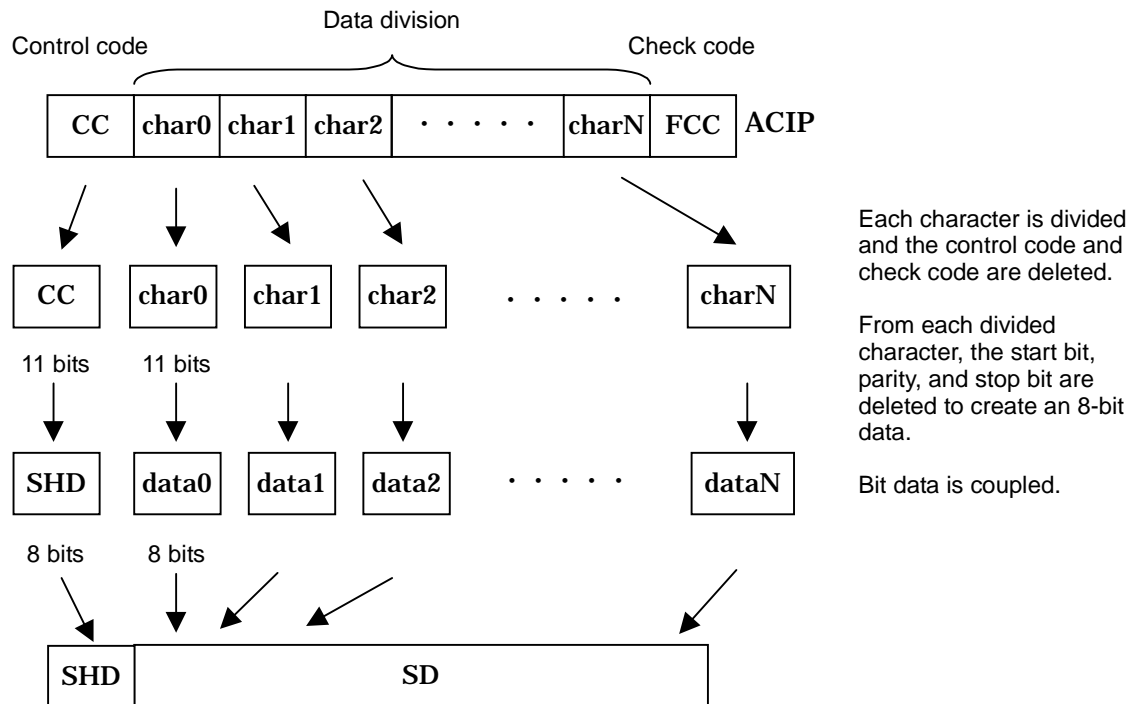 Data division
Control code
Check code
CC char0 char1 char2 · · · · · charN FCC ACIP
CC char0 char1 char2 · · · · · charN
11 bits 11 bits
SHD data0 data1 data2 · · · · · dataN
8 bits 8 bits
SHD SD
Each character is divided
and the control code and
check code are deleted.
From each divided
character, the start bit,
parity, and stop bit are
deleted to create an 8-bit
data.
Bit data is coupled.